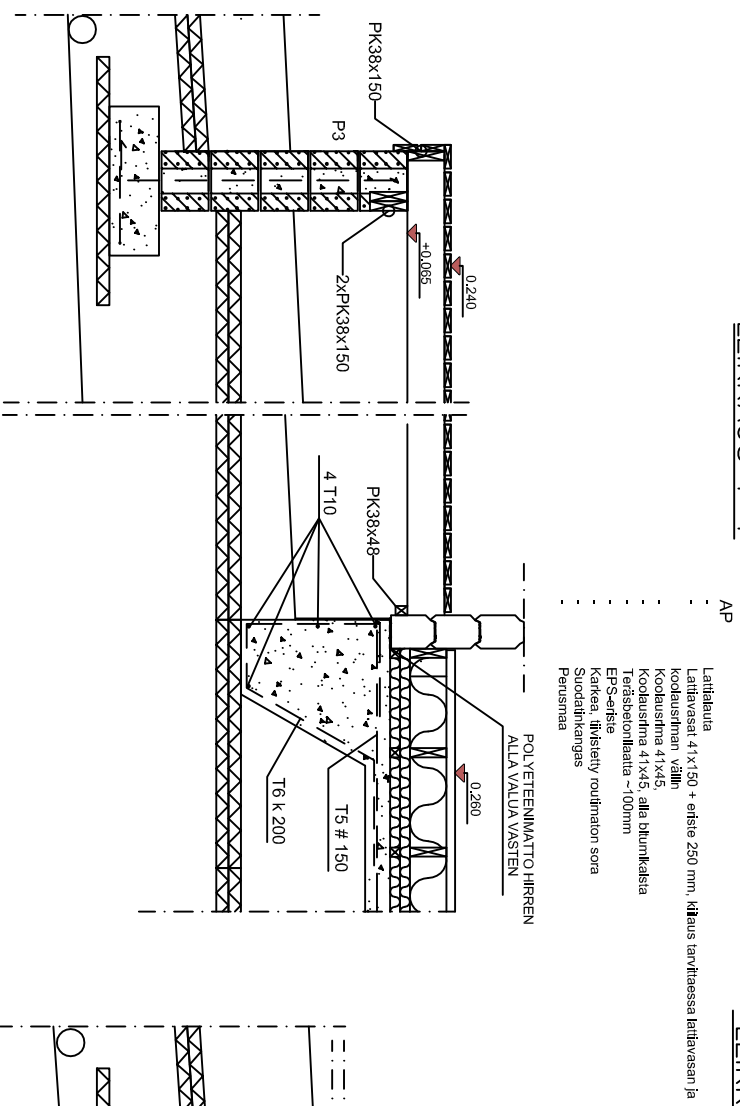 AP
- Lattialauta
- Lattiavasat 41x150 + eriste 250 mm, kiilaus tarvittaessa lattiavasan ja
koolausriman väliin
- Koolausrima 41x45,
- Koolausrima 41x45, alla bitumikaista
- Teräsbetonilaatta ~100mm
- EPS-eriste
- Karkea, tiivistetty routimaton sora
- Suodatinkangas
- Perusmaa
PK38x150
P3
0.240
+0.065
2xPK38x150
4 T10
PK38x48
POLYETEENIMATTO HIRREN
ALLA VALUA VASTEN
0.260
T5 # 150
T6 k 200